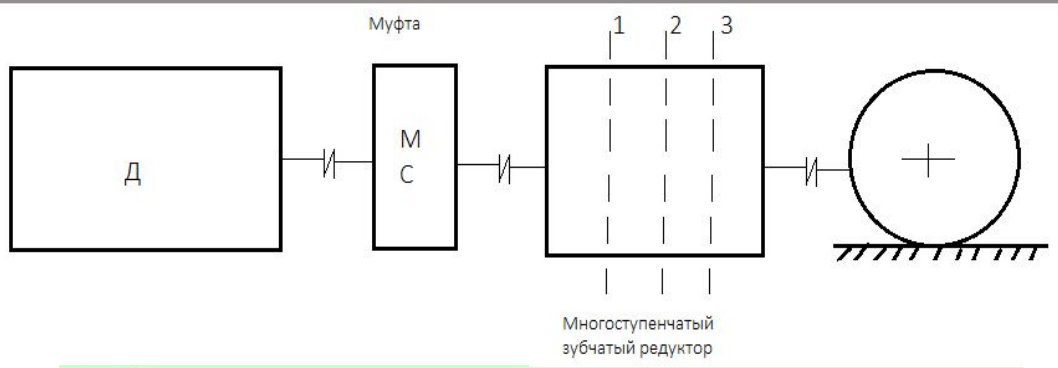 Муфта
1 2 3
Д
М
С
Многоступенчатый
зубчатый редуктор